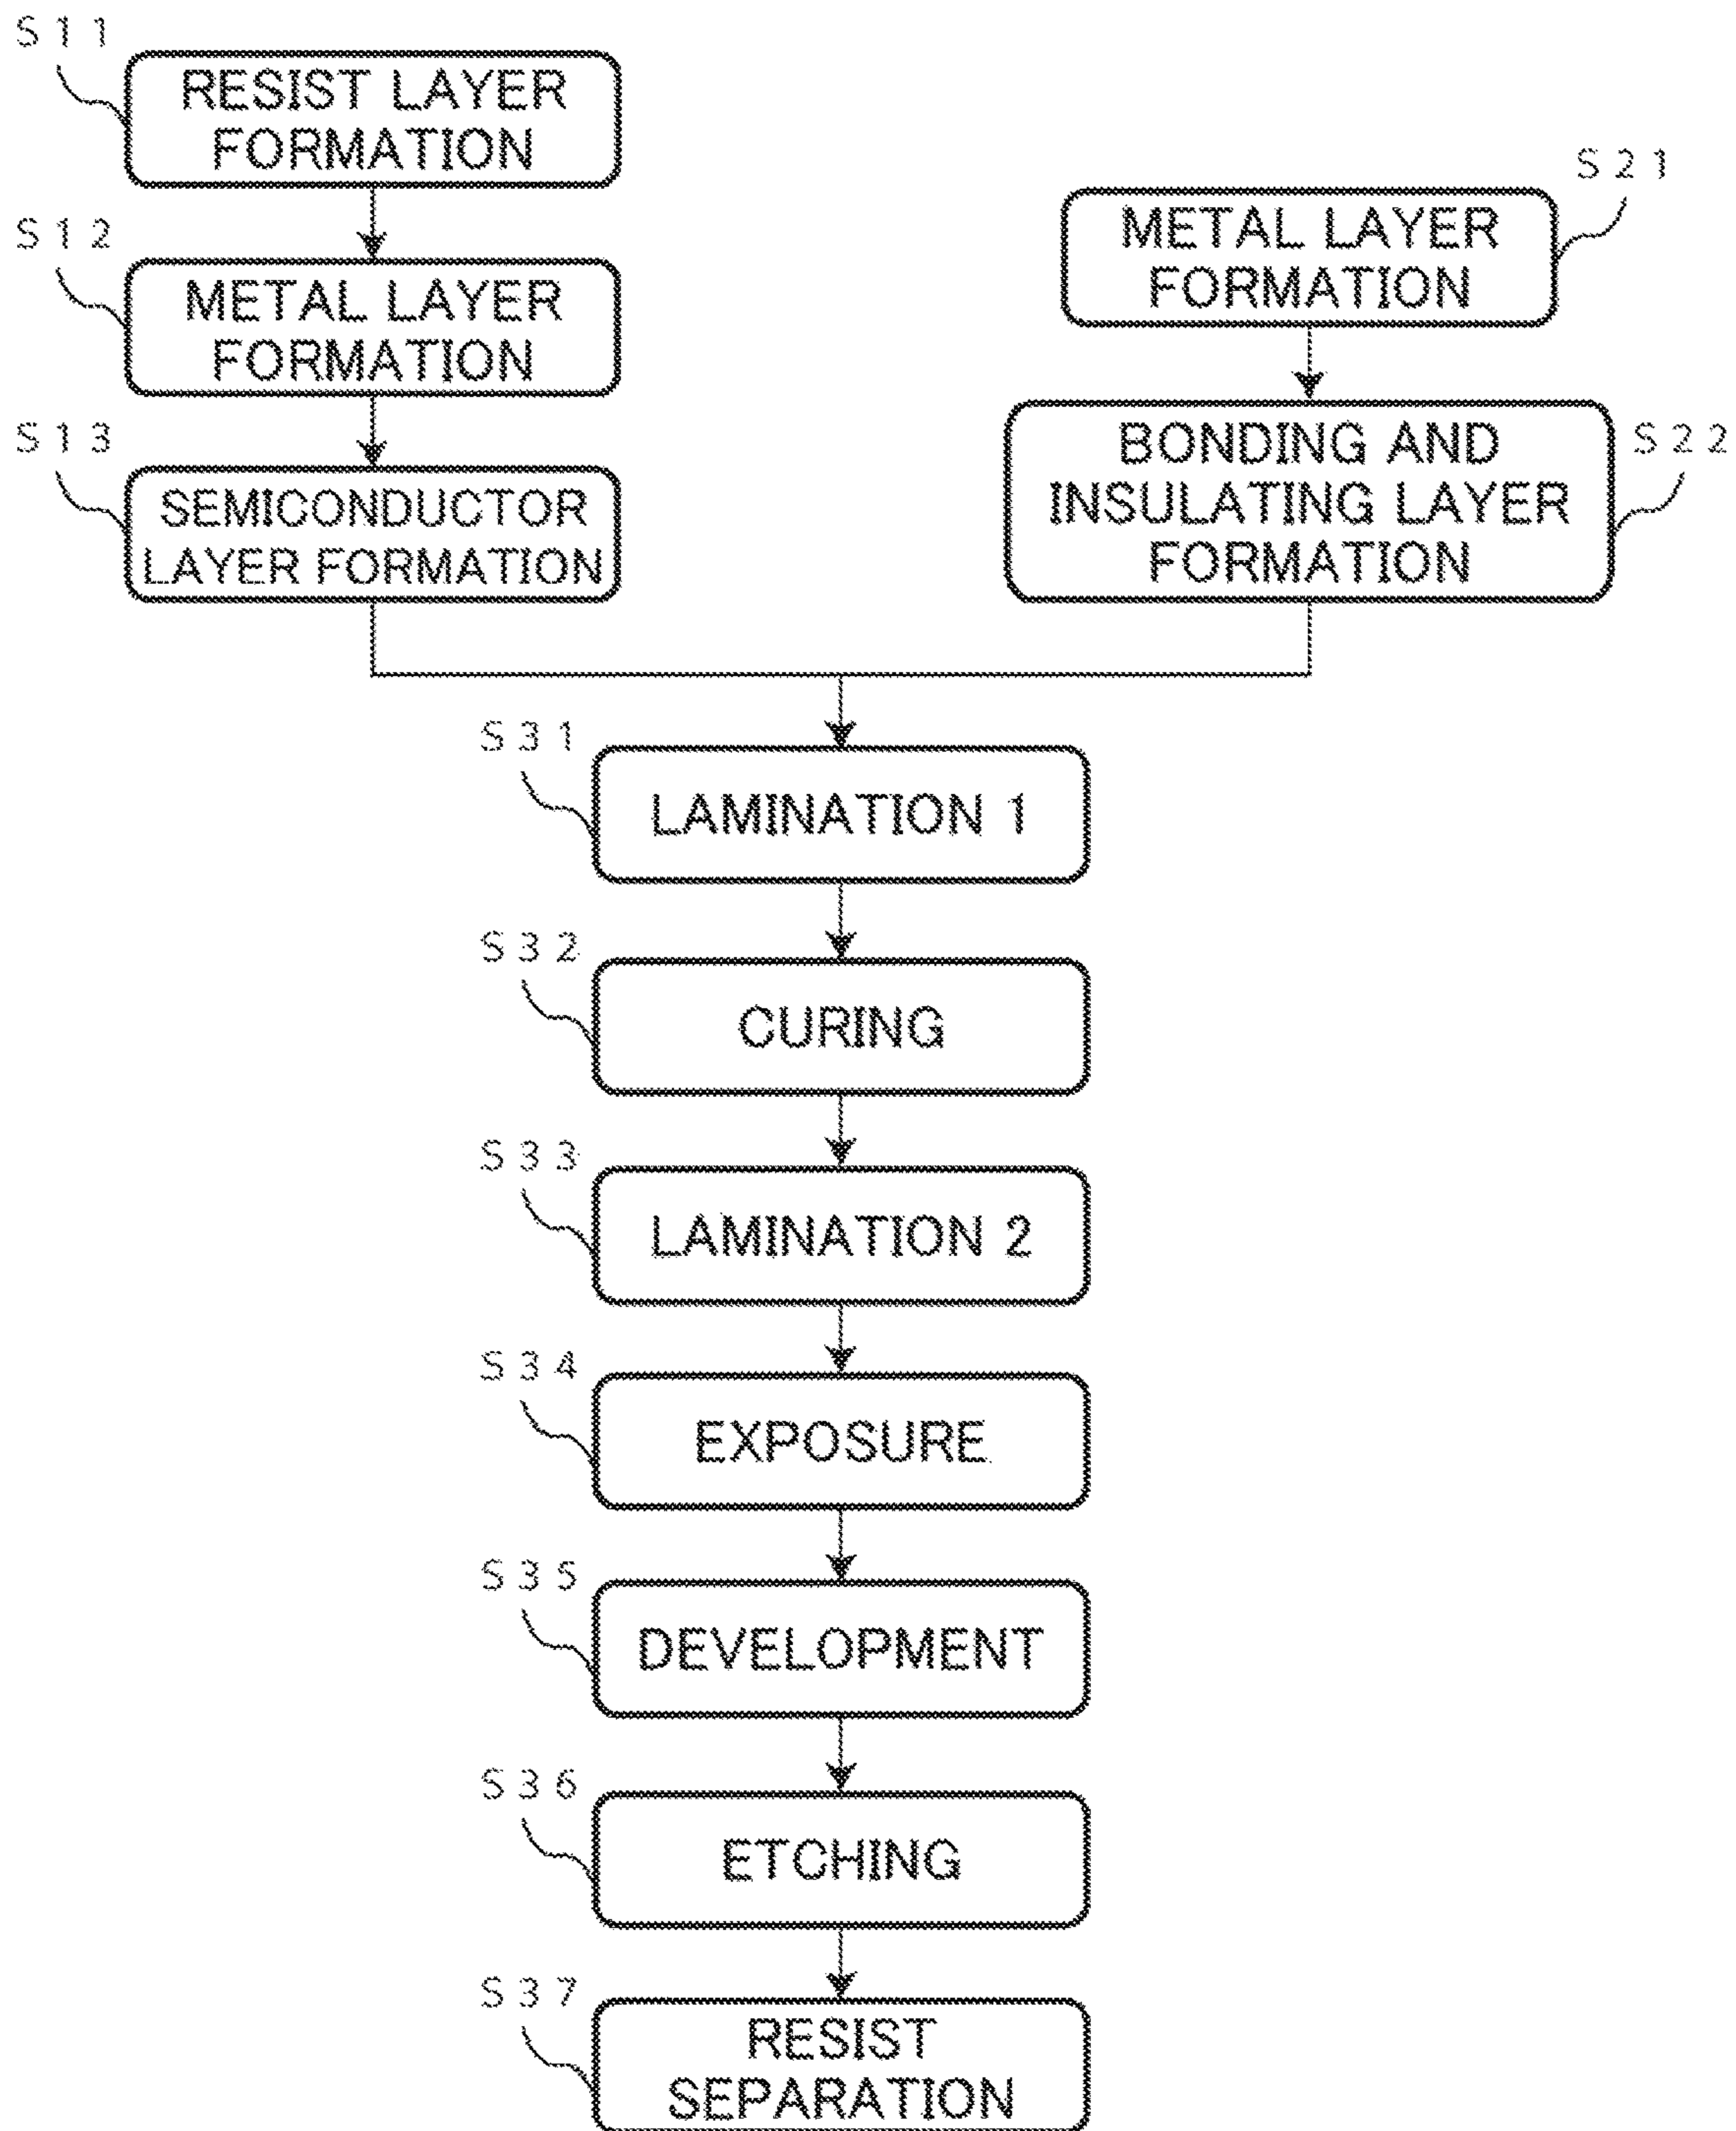 S11
RESIST LAYER
FORMATION
S12
METAL LAYER
FORMATION
S13
SEMICONDUCTOR
LAYER FORMATION
S21
METAL LAYER
FORMATION
S22
BONDING AND
INSULATING LAYER
FORMATION
S31
LAMINATION 1
S32
CURING
S33
LAMINATION 2
S34
EXPOSURE
S35
DEVELOPMENT
S36
ETCHING
S37
RESIST
SEPARATION